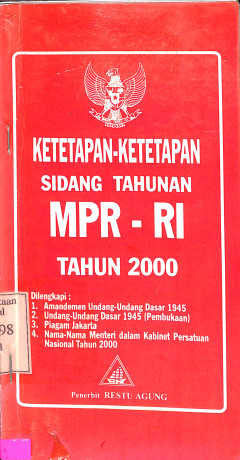 KETETAPAN-KETETAPAN
SIDANG TAHUNAN
MPR - RI
TAHUN 2000
Dilengkapi :
1. Amandemen Undang-Undang Dasar 1945
2. Undang-Undang Dasar 1945 (Pembukaan)
3. Piagam Jakarta
4. Nama-Nama Menteri dalam Kabinet Persatuan
Nasional Tahun 2000
Penerbit RESTU AGUNG